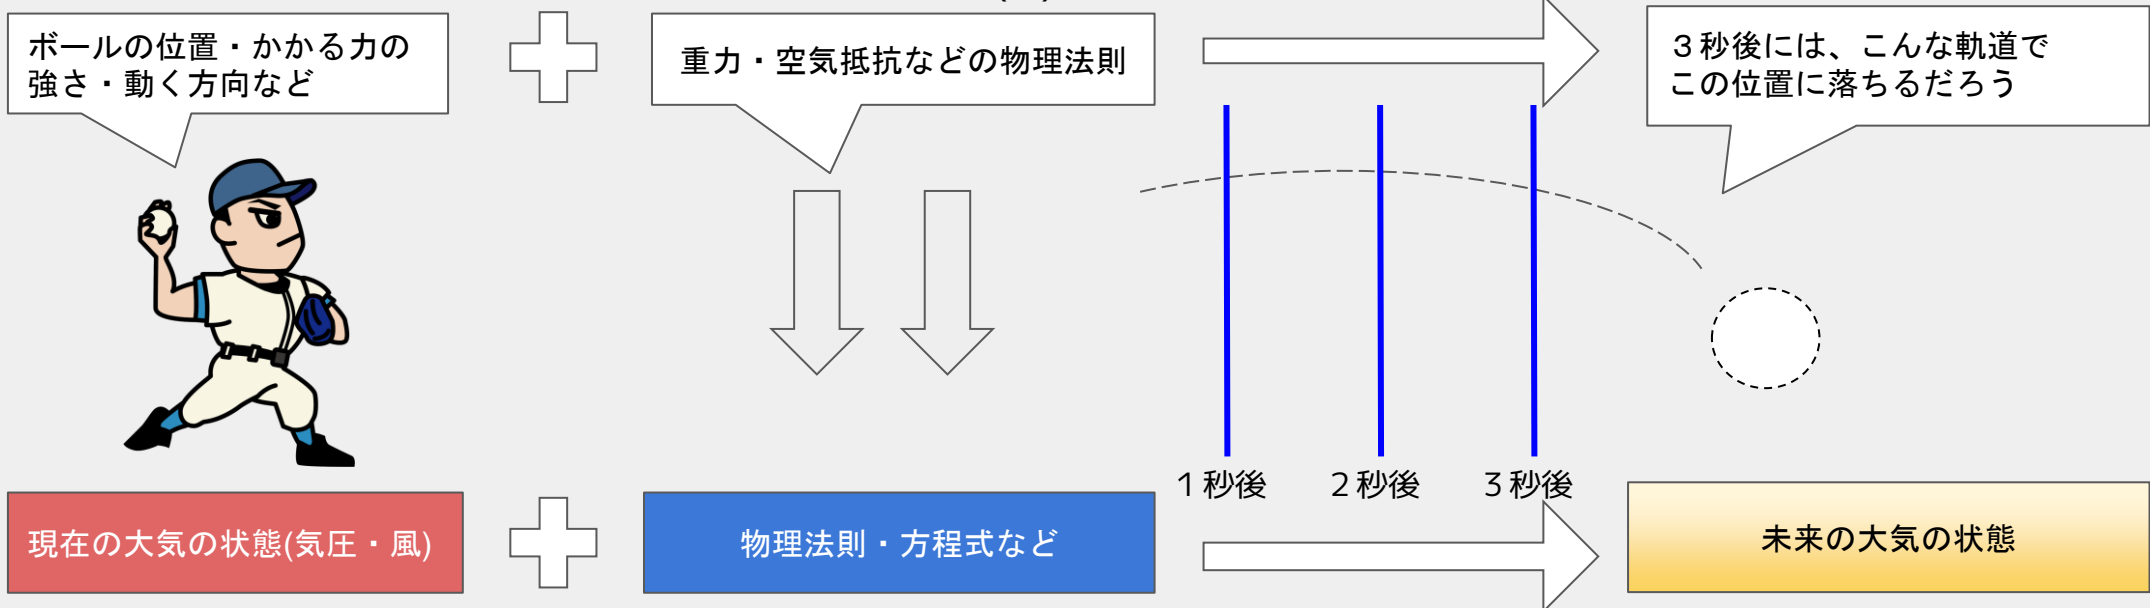 ボールの位置・かかる力の
強さ・動く方向など
重力・空気抵抗などの物理法則
３秒後には、こんな軌道で
この位置に落ちるだろう
１秒後
２秒後
３秒後
現在の大気の状態(気圧・風)
物理法則・方程式など
未来の大気の状態